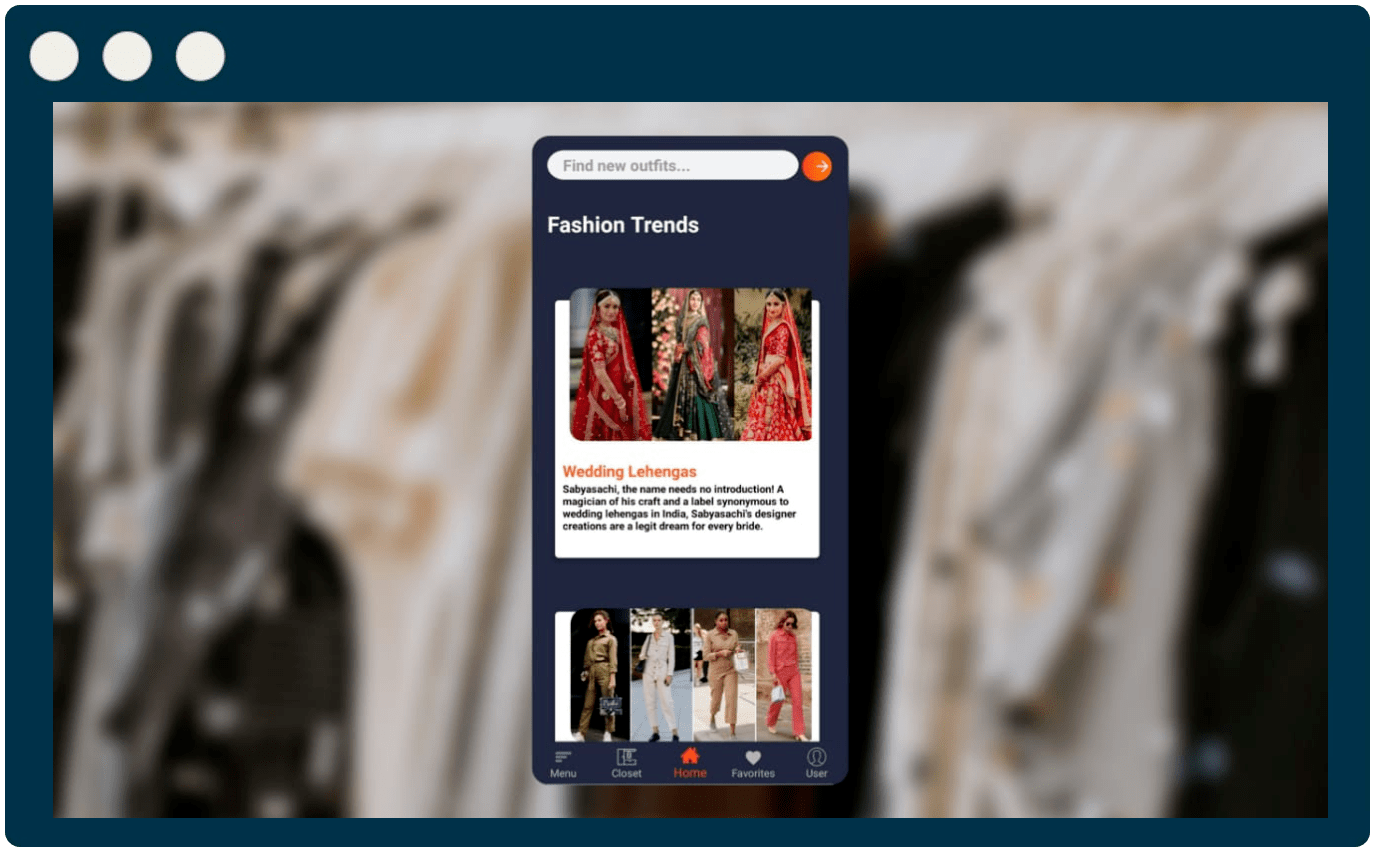 Find new outfits...
Fashion Trends
Wedding Lehengas
Sabyasachi, the name needs no introduction! A
magician of his craft and a label synonymous to
wedding lehengas in India, Sabyasachi's designer
creations are a legit dream for every bride.
Menu Closet Home Favorites User